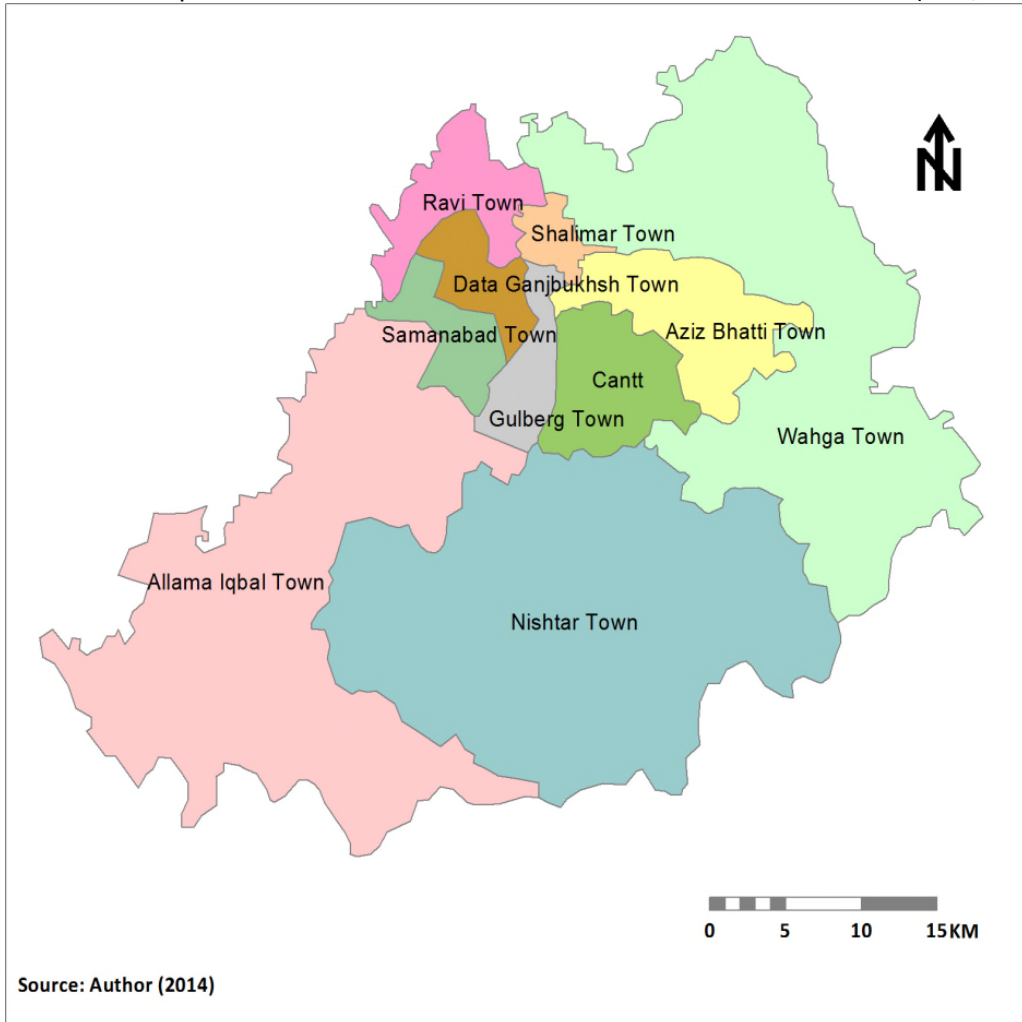 N
Ravi Town
Shalimar Town
Data Ganjbukhsh Town
Samanabad Town
Aziz Bhatti Town
Cantt
Gulberg Town
Wahga Town
Allama Iqbal Town
Nishtar Town
0 5 10 15KM
Source: Author (2014)